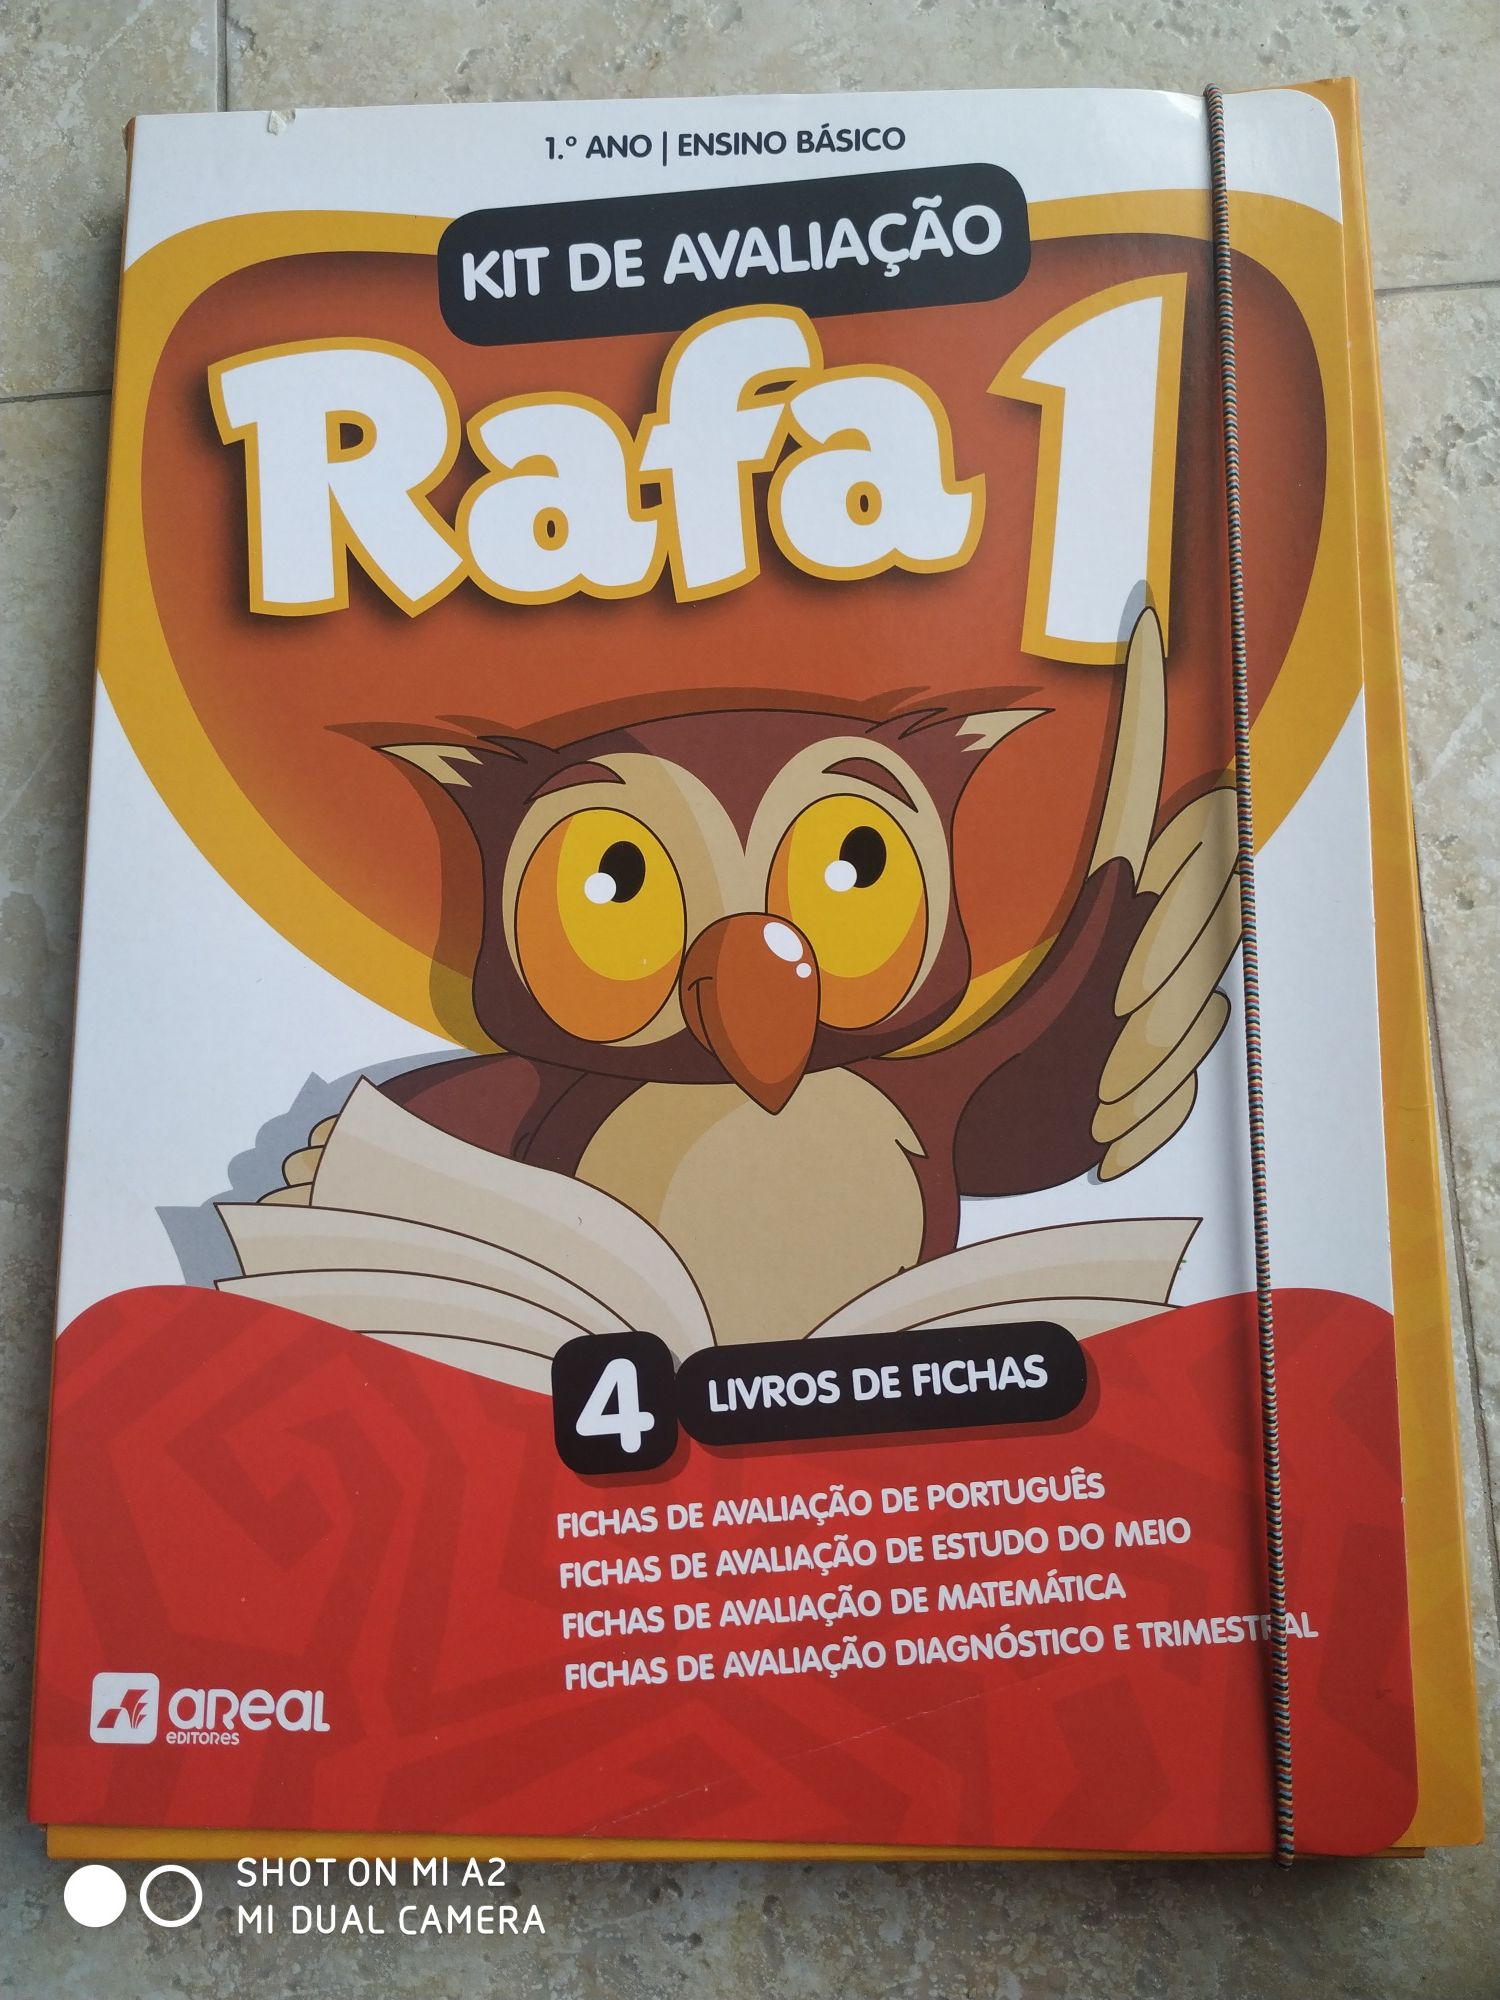 1.º ANO | ENSINO BÁSICO
KIT DE AVALIAÇÃO
Rafa 1
4 LIVROS DE FICHAS
FICHAS DE AVALIAÇÃO DE PORTUGUÊS
FICHAS DE AVALIAÇÃO DE ESTUDO DO MEIO
FICHAS DE AVALIAÇÃO DE MATEMÁTICA
FICHAS DE AVALIAÇÃO DIAGNÓSTICO E TRIMESTRAL
aReaL
eDITORes
SHOT ON MI A2
MI DUAL CAMERA